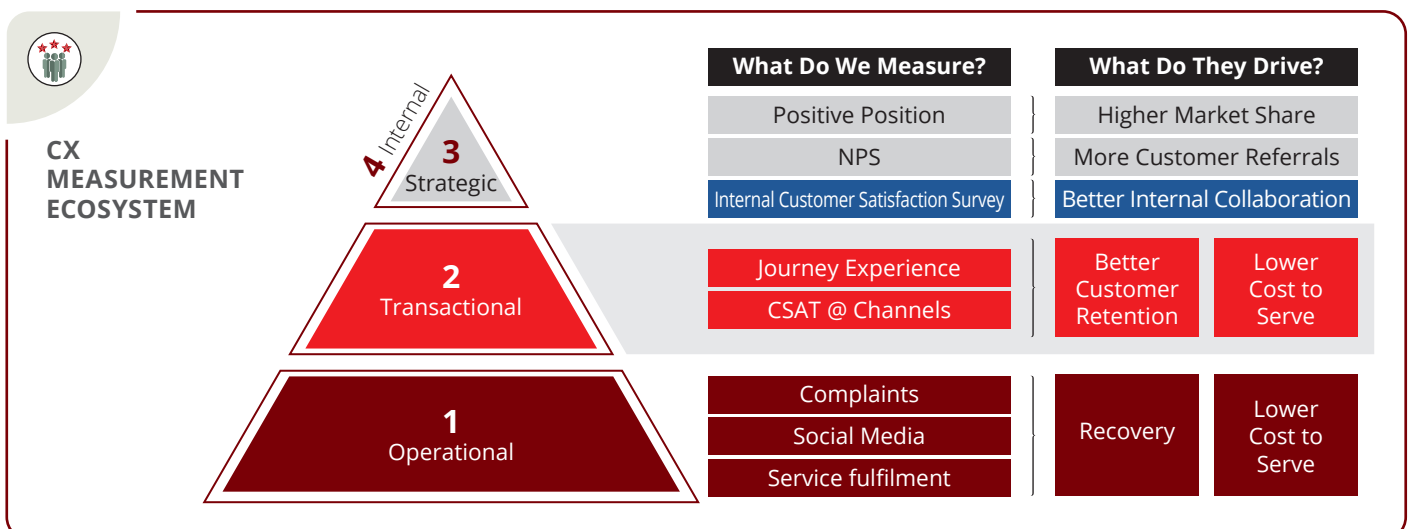 CX
MEASUREMENT
ECOSYSTEM
4 Internal
3
Strategic
2
Transactional
1
Operational
What Do We Measure?
What Do They Drive?
Positive Position
Higher Market Share
NPS
More Customer Referrals
Internal Customer Satisfaction Survey
Better Internal Collaboration
Journey Experience
CSAT @ Channels
Better
Customer
Retention
Lower
Cost to
Serve
Complaints
Social Media
Service fulfilment
Recovery
Lower
Cost to
Serve